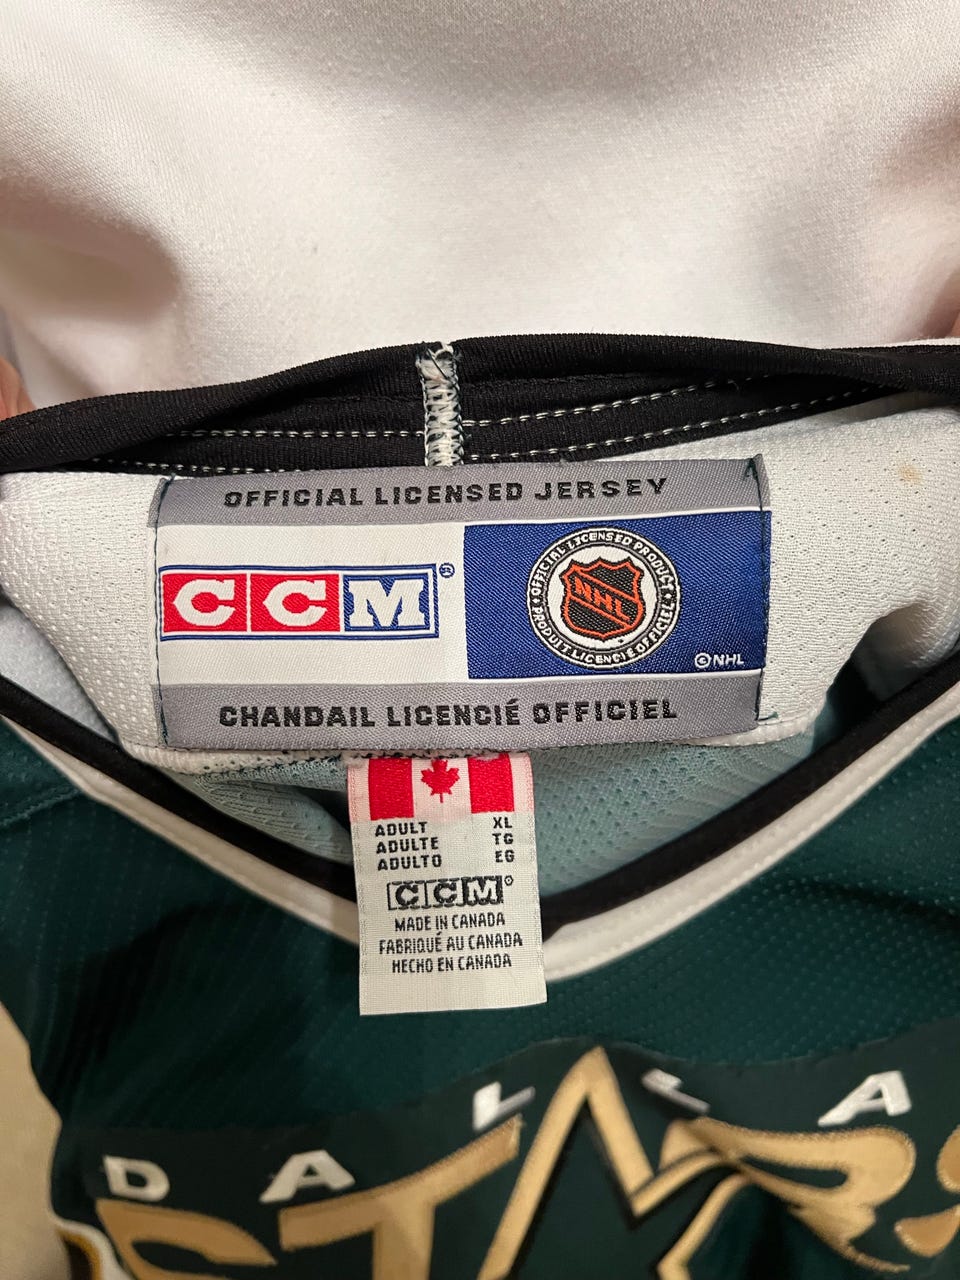 OFFICIAL LICENSED JERSEY
CCM®
OFFICIAL LICENSED PRODUCT
NHL
PRODUIT LICENCIÉ OFFICIEL
©NHL
CHANDAIL LICENCIÉ OFFICIEL
ADULT XL
ADULTE TG
ADULTO EG
CCM®
MADE IN CANADA
FABRIQUÉ AU CANADA
HECHO EN CANADA
DALLA
STARS